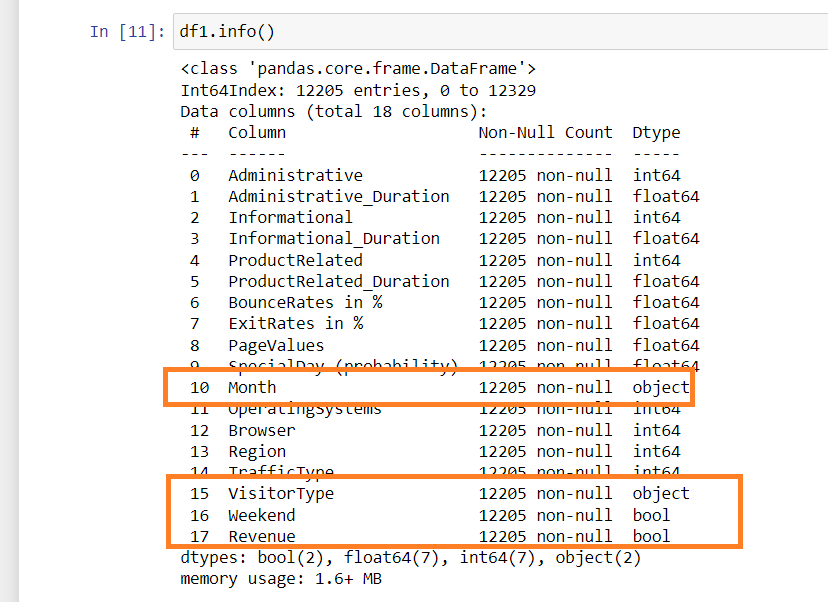 In [11]: df1.info()
<class 'pandas.core.frame.DataFrame'>
Int64Index: 12205 entries, 0 to 12329
Data columns (total 18 columns):
#   Column   Non-Null Count   Dtype
---   ------   --------------   -----
0   Administrative   12205 non-null   int64
1   Administrative_Duration   12205 non-null   float64
2   Informational   12205 non-null   int64
3   Informational_Duration   12205 non-null   float64
4   ProductRelated   12205 non-null   int64
5   ProductRelated_Duration   12205 non-null   float64
6   BounceRates in %   12205 non-null   float64
7   ExitRates in %   12205 non-null   float64
8   PageValues   12205 non-null   float64
9   SpecialDay (probability)   12205 non-null   float64
10   Month   12205 non-null   object
11   OperatingSystems   12205 non-null   int64
12   Browser   12205 non-null   int64
13   Region   12205 non-null   int64
14   TrafficType   12205 non-null   int64
15   VisitorType   12205 non-null   object
16   Weekend   12205 non-null   bool
17   Revenue   12205 non-null   bool
dtypes: bool(2), float64(7), int64(7), object(2)
memory usage: 1.6+ MB